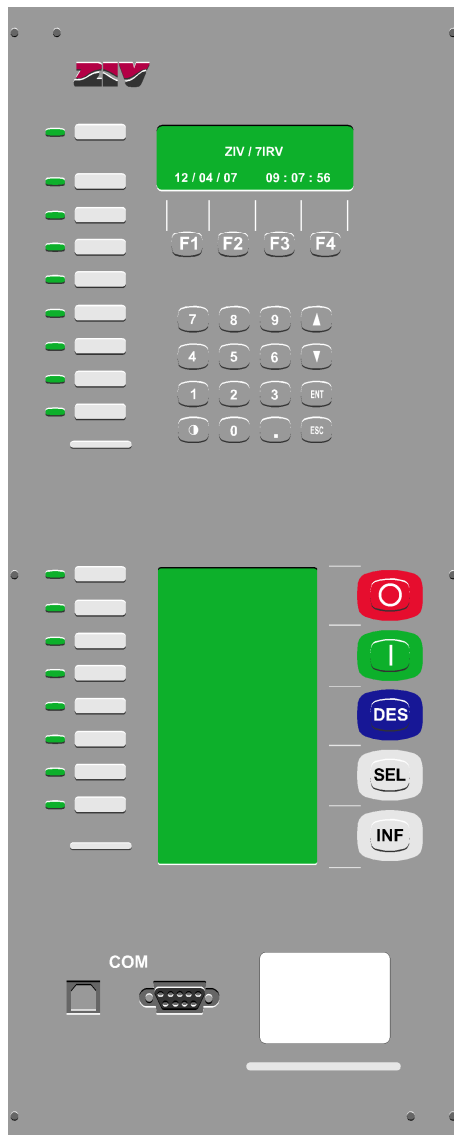 ZIV
ZIV / 7IRV
12 / 04 / 07 09 : 07 : 56
F1 F2 F3 F4
7 8 9
4 5 6
1 2 3 ENT
0 . ESC
O
I
DES
SEL
INF
COM